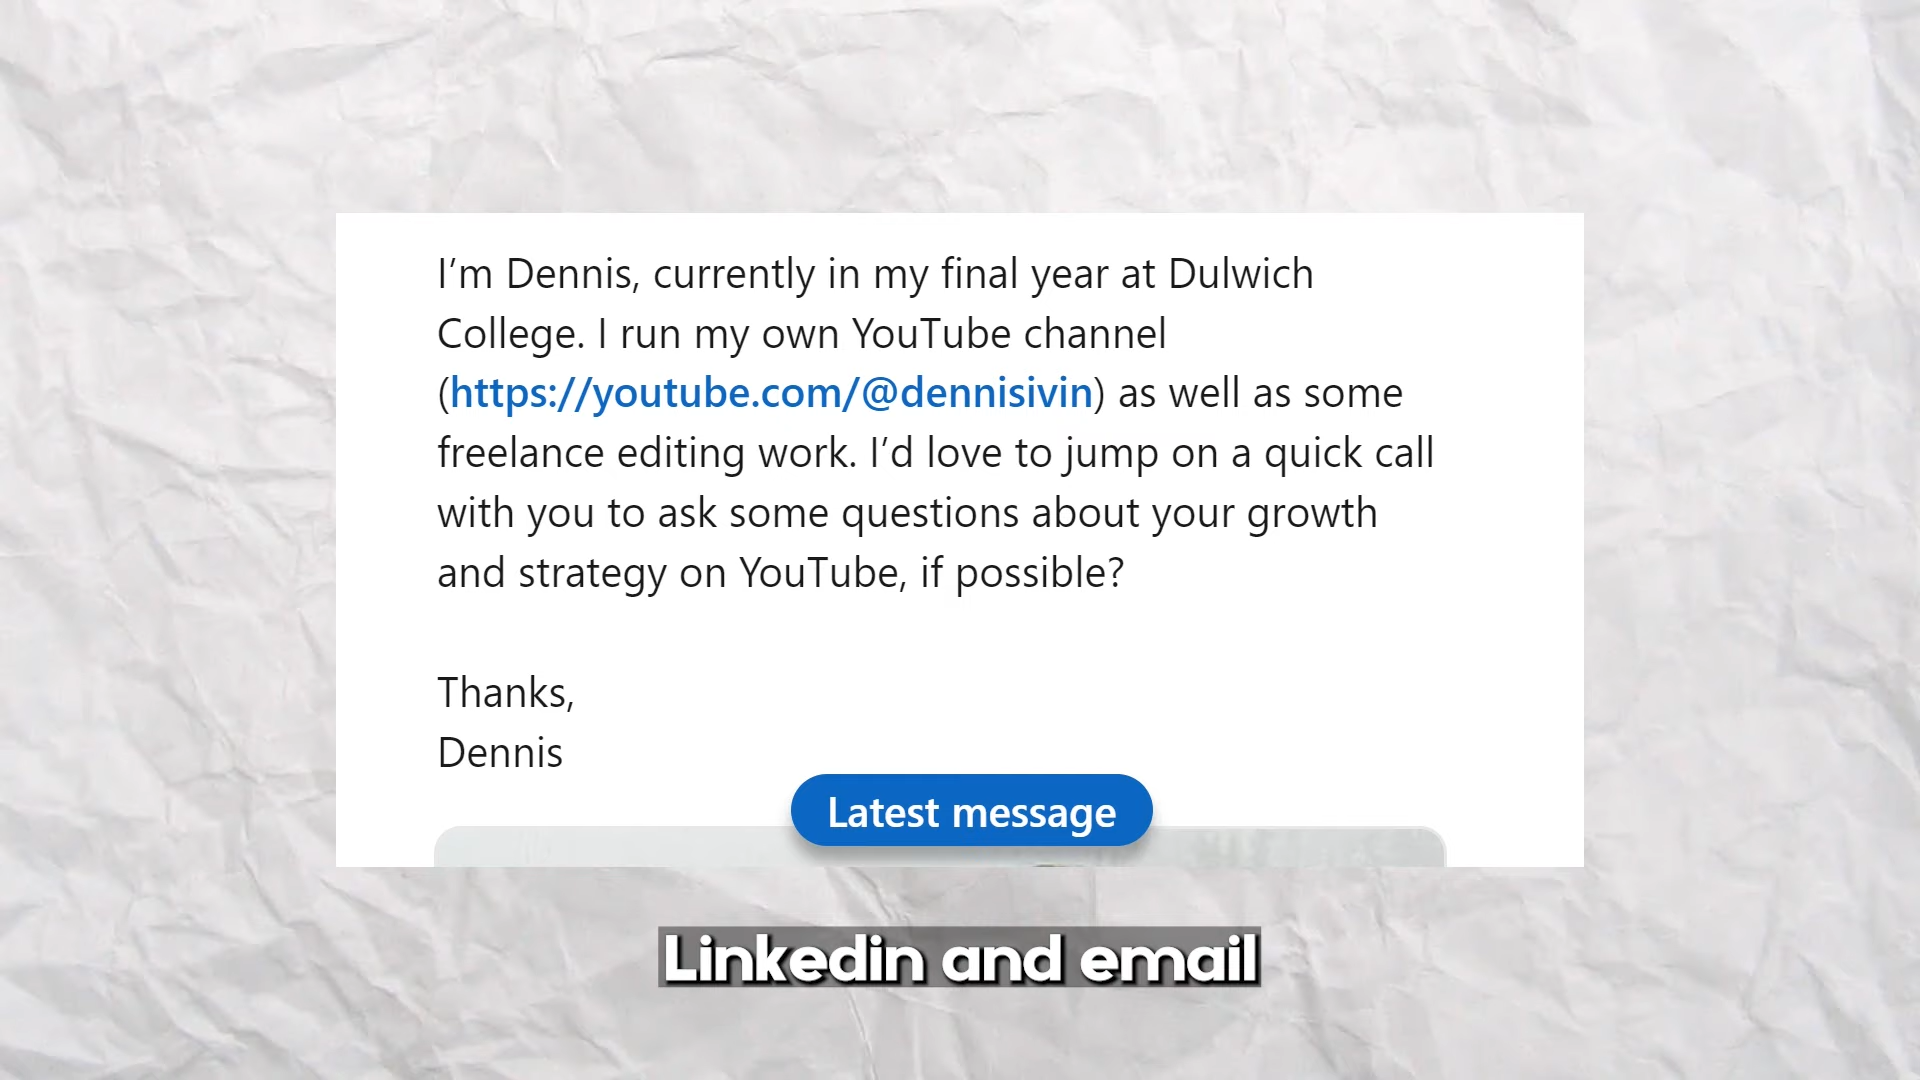 I’m Dennis, currently in my final year at Dulwich
College. I run my own YouTube channel
(https://youtube.com/@dennisivin) as well as some
freelance editing work. I’d love to jump on a quick call
with you to ask some questions about your growth
and strategy on YouTube, if possible?
Thanks,
Dennis
Latest message
Linkedin and email